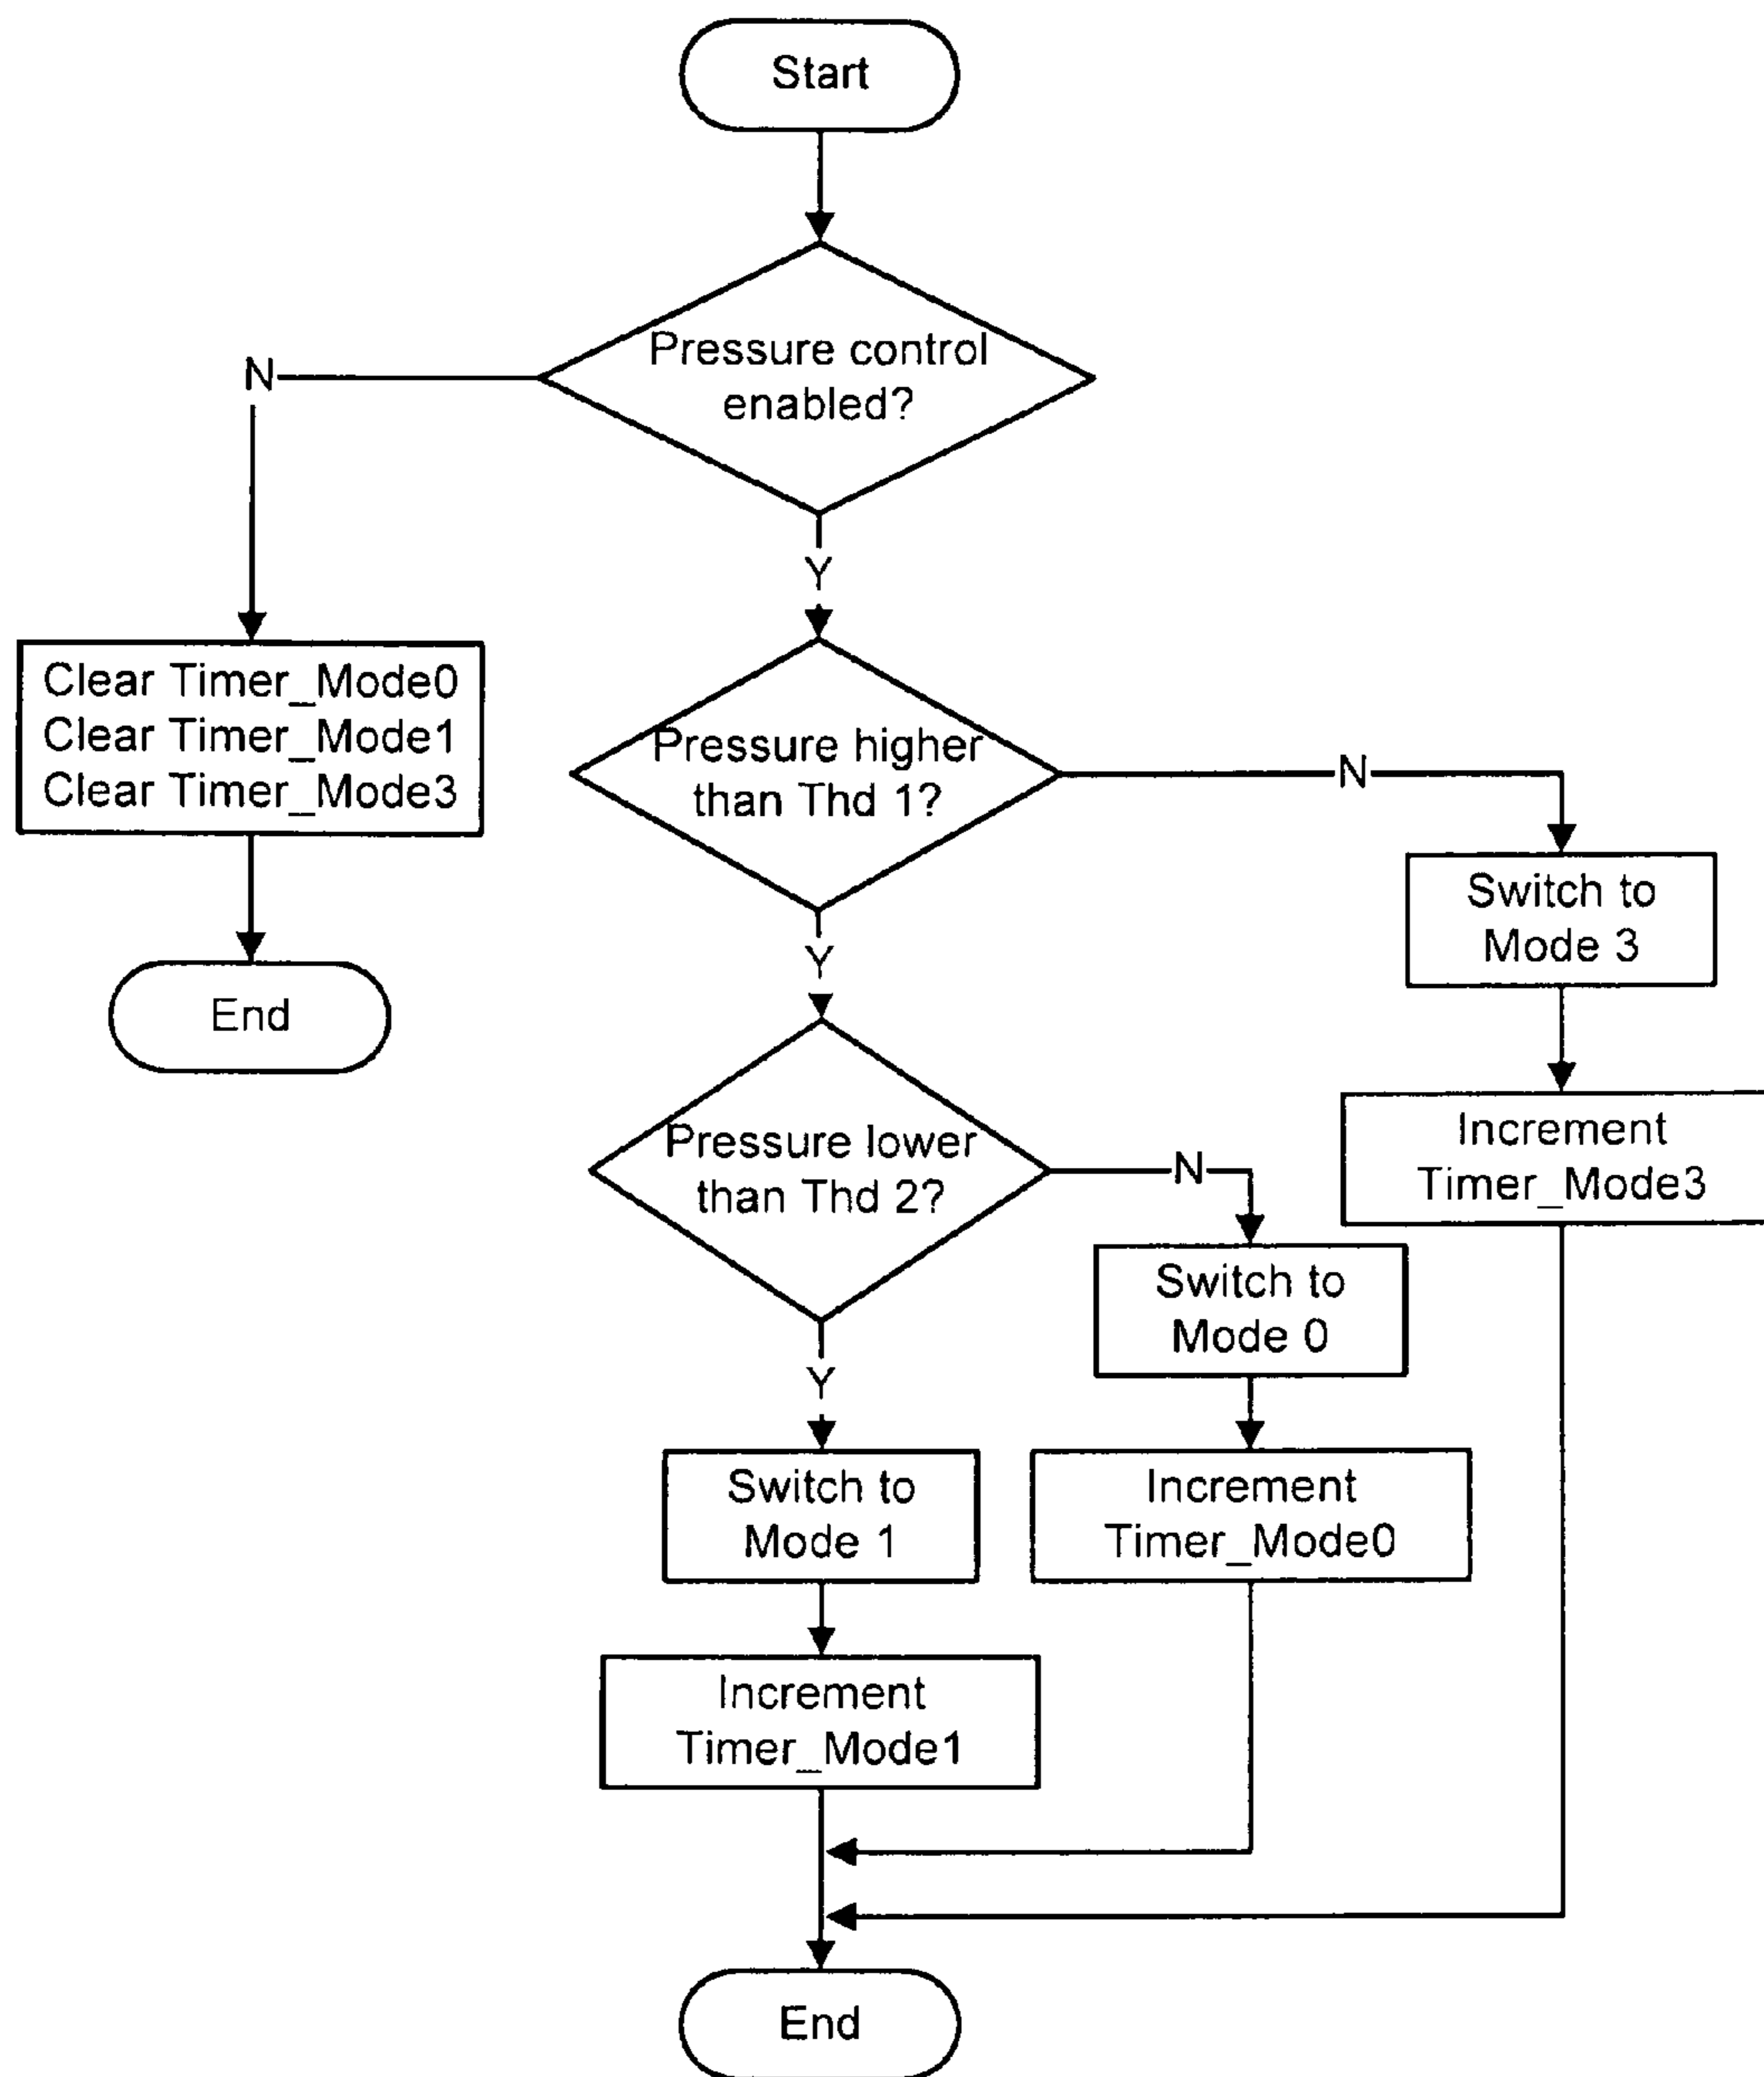 Start
Pressure control
enabled?
N
Y
Clear Timer_Mode0
Clear Timer_Mode1
Clear Timer_Mode3
End
Pressure higher
than Thd 1?
N
Y
Switch to
Mode 3
Increment
Timer_Mode3
Pressure lower
than Thd 2?
N
Y
Switch to
Mode 0
Increment
Timer_Mode0
Switch to
Mode 1
Increment
Timer_Mode1
End